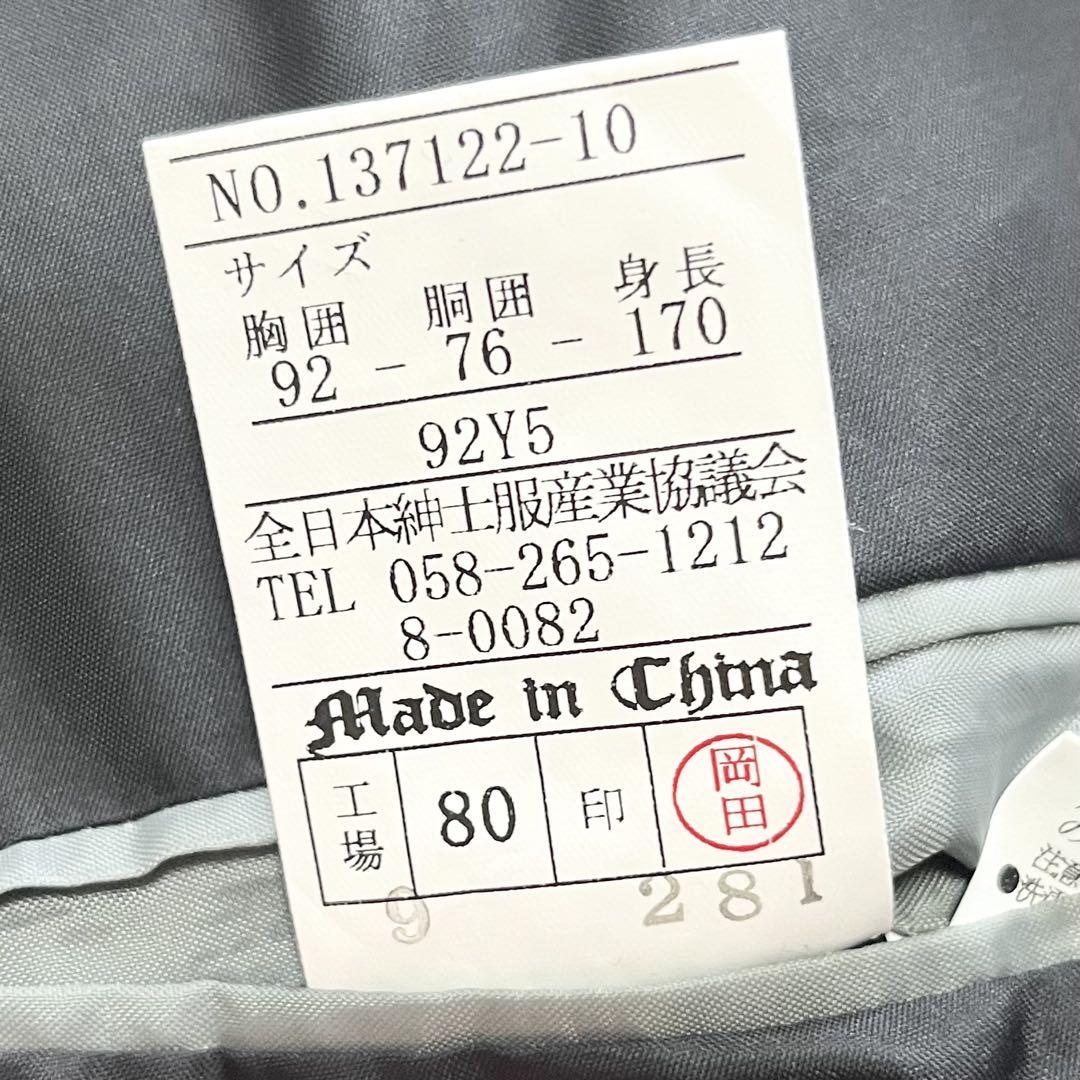 NO.137122-10
サイズ
胸囲 胴囲 身長
92 - 76 - 170
92Y5
全日本紳士服産業協議会
TEL 058-265-1212
8-0082
Made in China
工場 80 印 岡田
9 281
注意